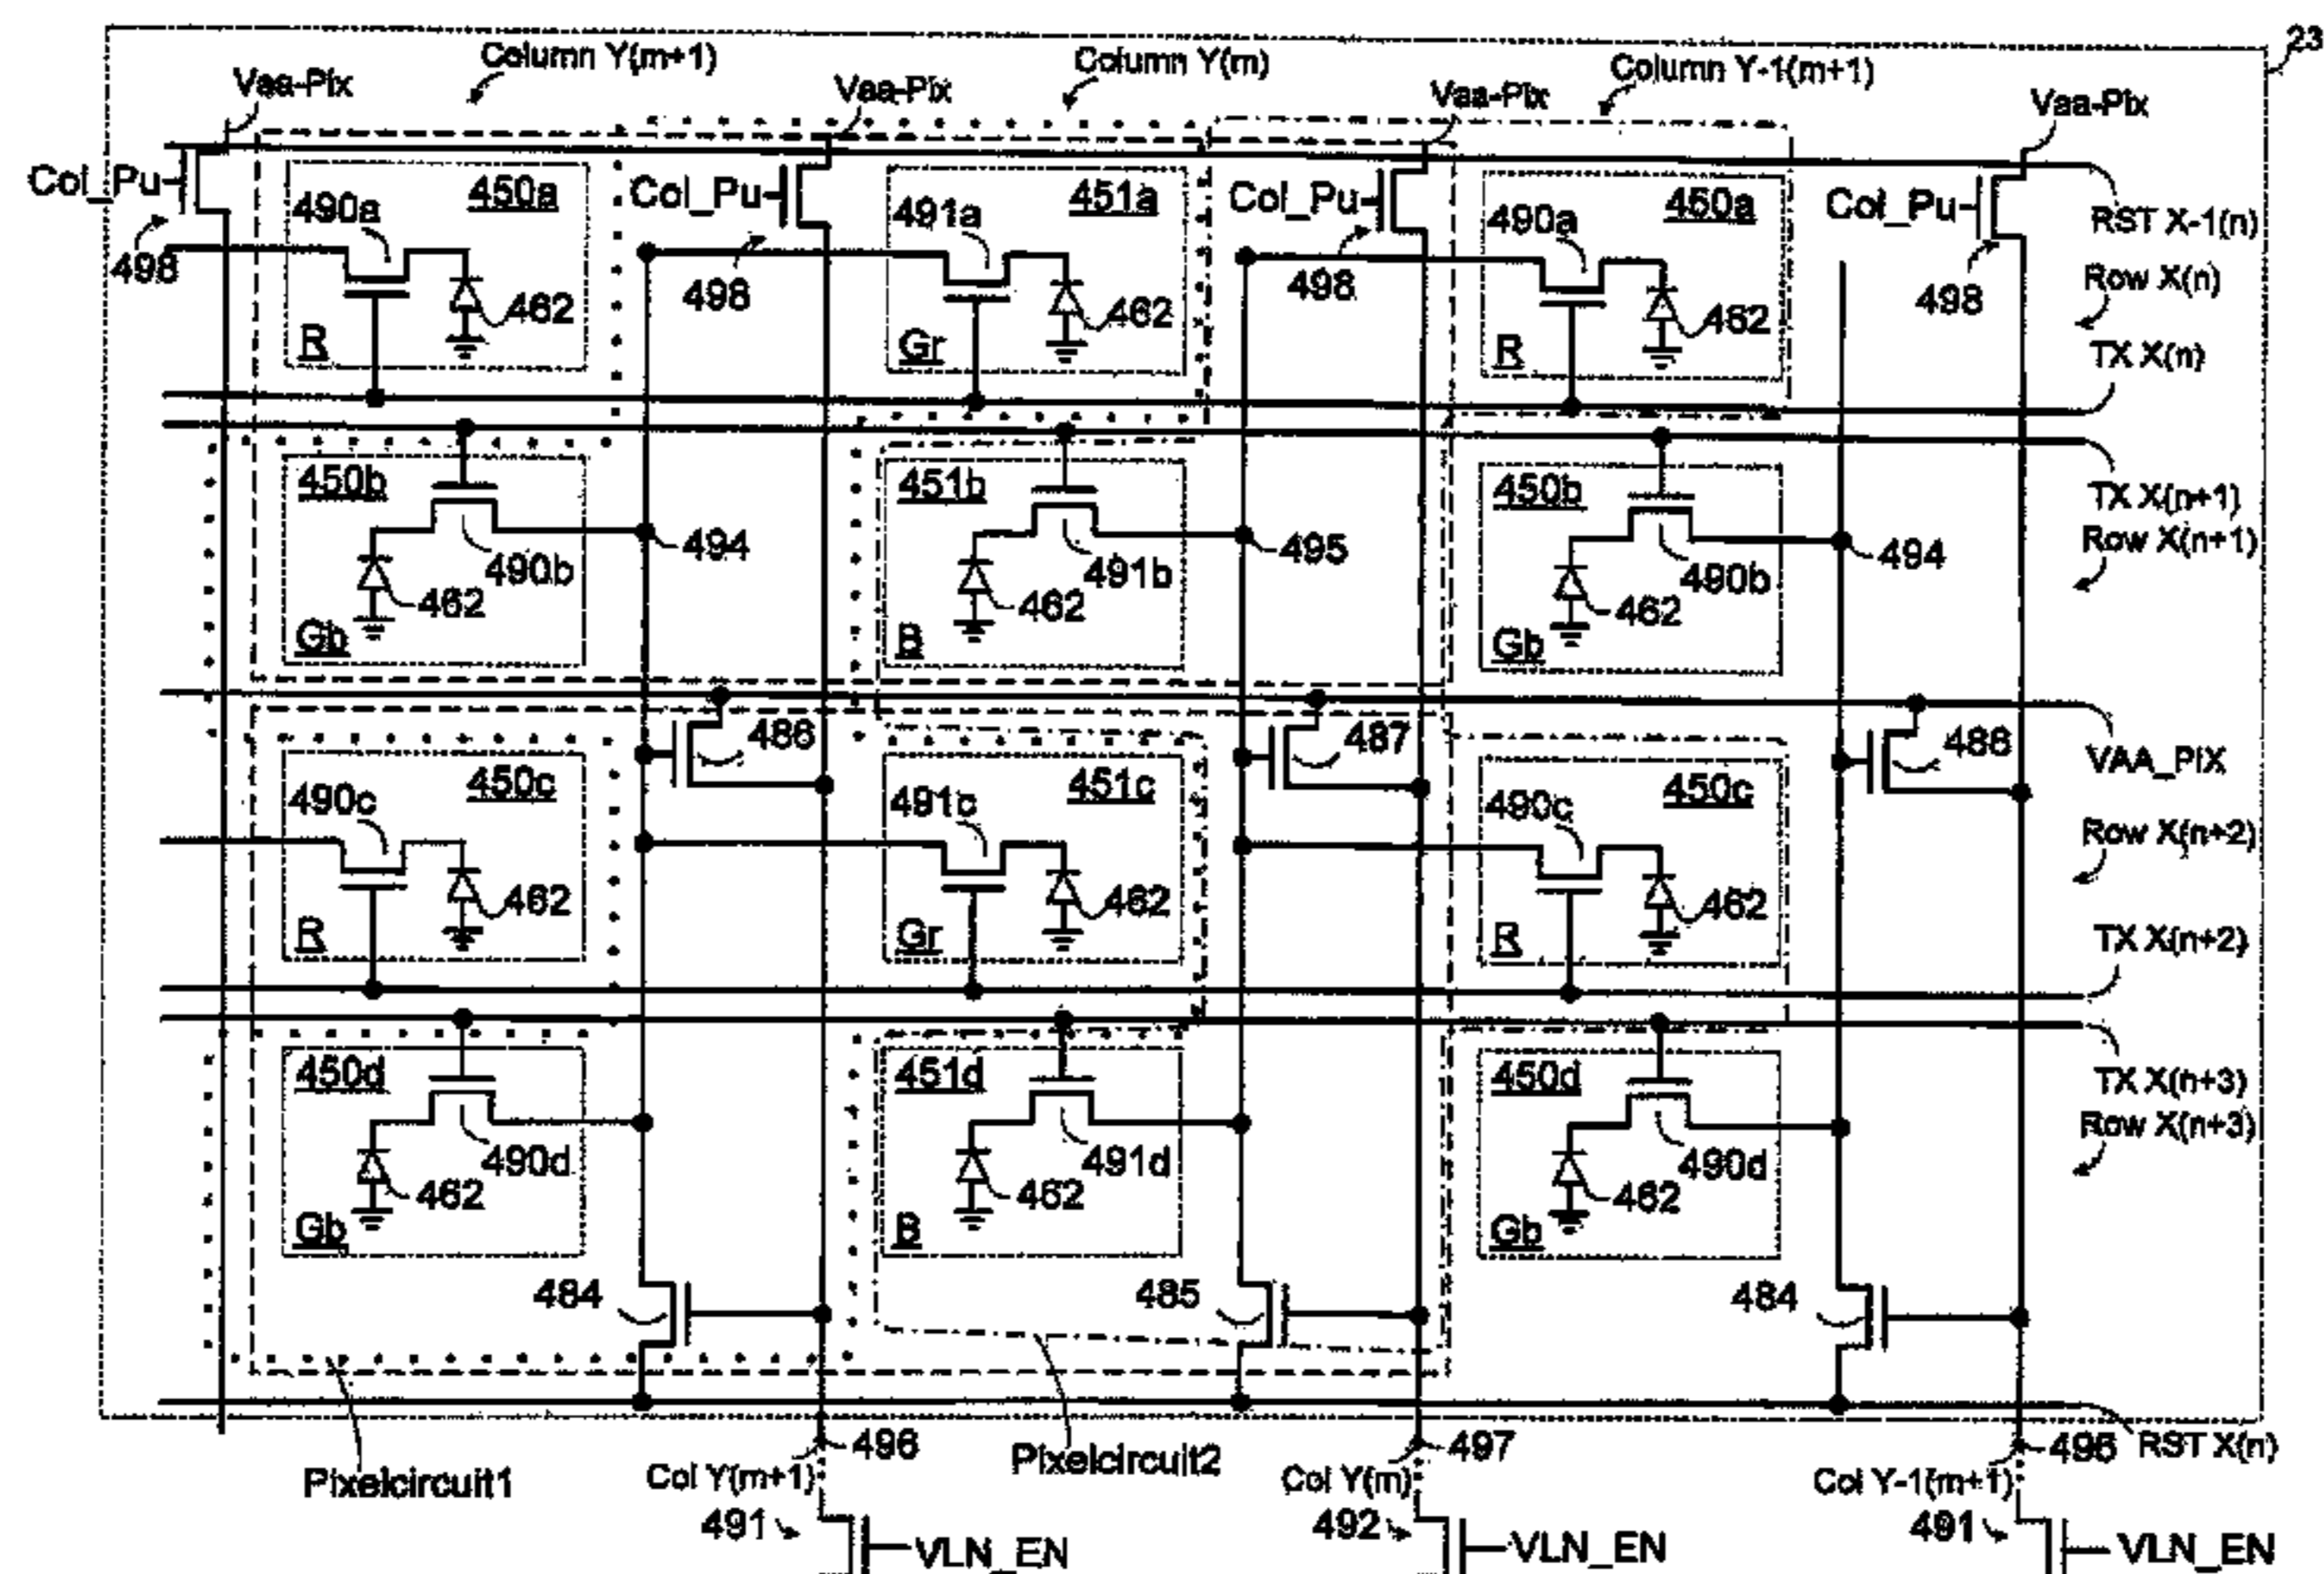 23
Column Y(m+1)
Column Y(m)
Column Y-1(m+1)
Vaa-Pix
Vaa-Pix
Vaa-Pix
Vaa-Pix
Col_Pu
490a
450a
Col_Pu
491a
451a
Col_Pu
490a
450a
Col_Pu
RST X-1(n)
498
462
498
462
498
462
498
Row X(n)
R
Gr
R
TX X(n)
450b
451b
450b
TX X(n+1)
490b
494
491b
495
490b
494
Row X(n+1)
462
462
462
Gb
B
Gb
486
487
486
VAA_PIX
490c
450c
491c
451c
490c
450c
Row X(n+2)
462
462
462
R
Gr
R
TX X(n+2)
450d
451d
450d
TX X(n+3)
490d
491d
490d
Row X(n+3)
462
462
462
Gb
B
Gb
484
485
484
496
497
496
RST X(n)
Pixelcircuit1
Col Y(m+1)
Pixelcircuit2
Col Y(m)
Col Y-1(m+1)
491
VLN_EN
492
VLN_EN
491
VLN_EN